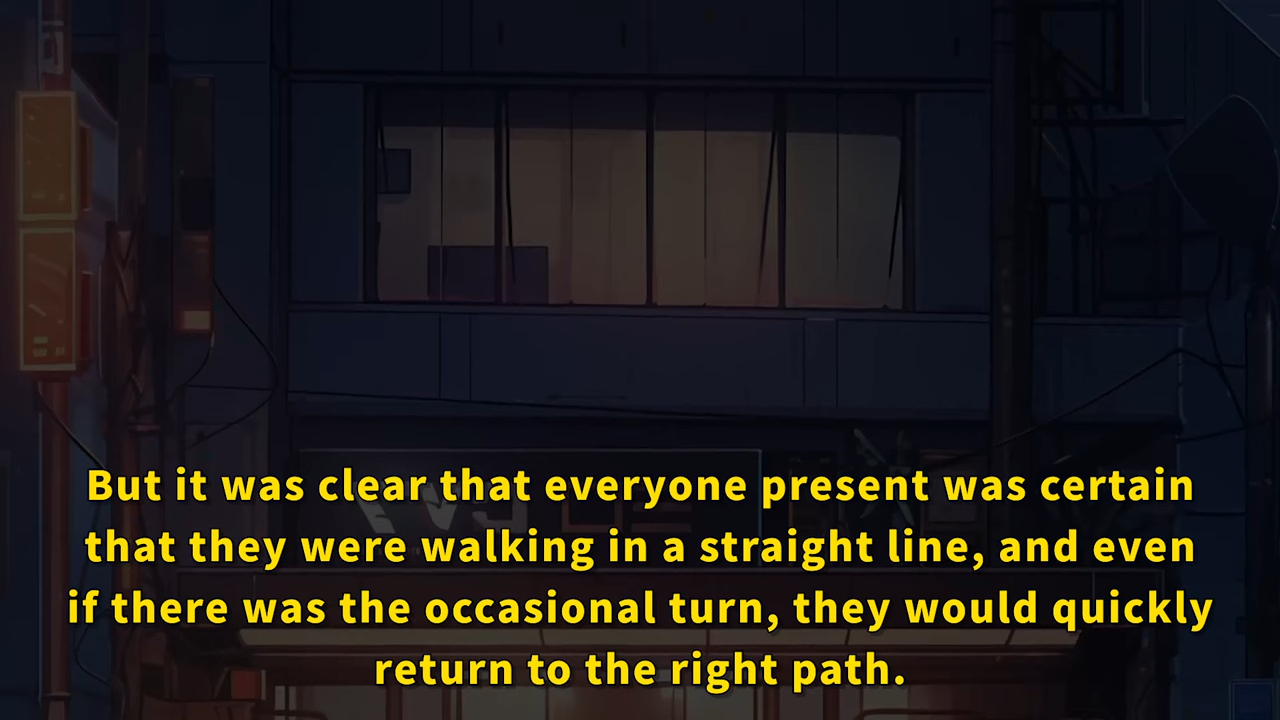 But it was clear that everyone present was certain
that they were walking in a straight line, and even
if there was the occasional turn, they would quickly
return to the right path.